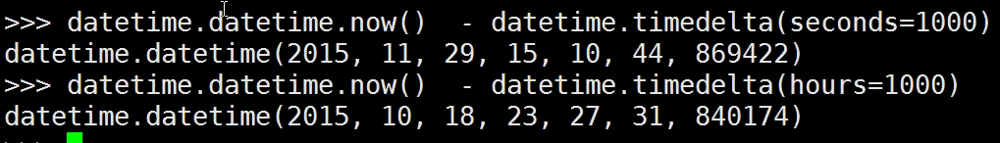 >>> datetime.datetime.now()  - datetime.timedelta(seconds=1000)
datetime.datetime(2015, 11, 29, 15, 10, 44, 869422)
>>> datetime.datetime.now()  - datetime.timedelta(hours=1000)
datetime.datetime(2015, 10, 18, 23, 27, 31, 840174)
>>>